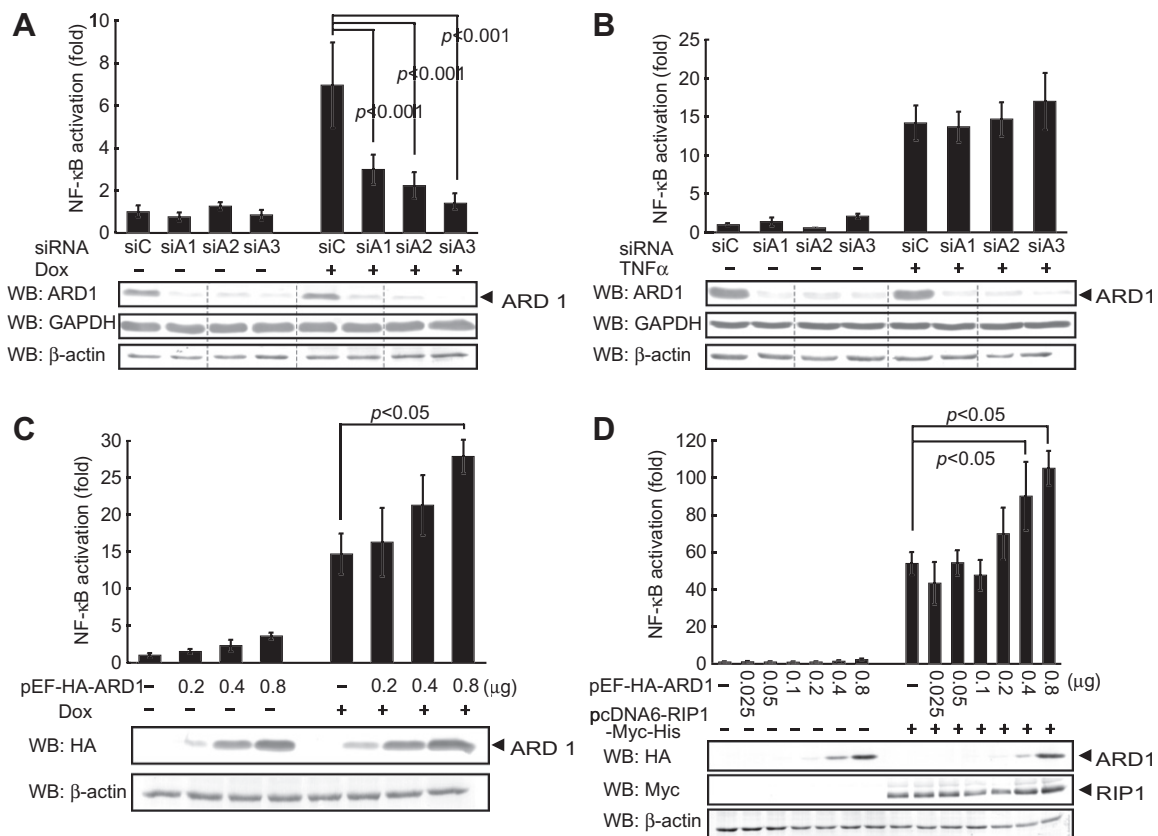 A
NF-κB activation (fold)
10
8
6
4
2
0
p<0.001
p<0.001
p<0.001
siRNA siC siA1 siA2 siA3 siC siA1 siA2 siA3
Dox – – – – + + + +
WB: ARD1 ARD 1
WB: GAPDH
WB: β-actin
B
NF-κB activation (fold)
25
20
15
10
5
0
siRNA siC siA1 siA2 siA3 siC siA1 siA2 siA3
TNFα – – – – + + + +
WB: ARD1 ARD1
WB: GAPDH
WB: β-actin
C
NF-κB activation (fold)
30
25
20
15
10
5
0
p<0.05
pEF-HA-ARD1 – 0.2 0.4 0.8 – 0.2 0.4 0.8 (μg)
Dox – – – – + + + +
WB: HA ARD 1
WB: β-actin
D
NF-κB activation (fold)
120
100
80
60
40
20
0
p<0.05
p<0.05
pEF-HA-ARD1 – 0.025 0.05 0.1 0.2 0.4 0.8 – 0.025 0.05 0.1 0.2 0.4 0.8 (μg)
pcDNA6-RIP1
-Myc-His – – – – – – – + + + + + + +
WB: HA ARD1
WB: Myc RIP1
WB: β-actin